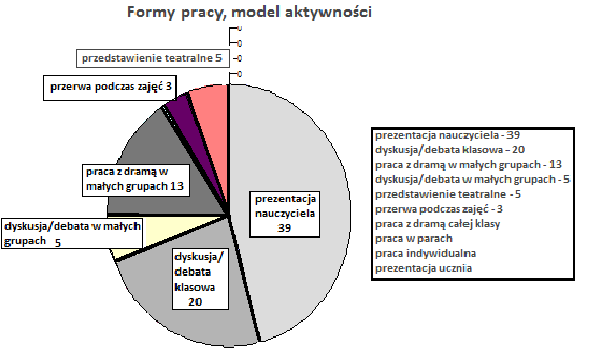 Formy pracy, model aktywności
0
0
0
0
przedstawienie teatralne 5
przerwa podczas zajęć 3
praca z dramą w
małych grupach 13
dyskusja/debata w małych
grupach 5
dyskusja/
debata
klasowa
20
prezentacja
nauczyciela
39
prezentacja nauczyciela - 39
dyskusja/debata klasowa - 20
praca z dramą w małych grupach - 13
dyskusja/debata w małych grupach - 5
przedstawienie teatralne - 5
przerwa podczas zajęć - 3
praca z dramą całej klasy
praca w parach
praca indywidualna
prezentacja ucznia